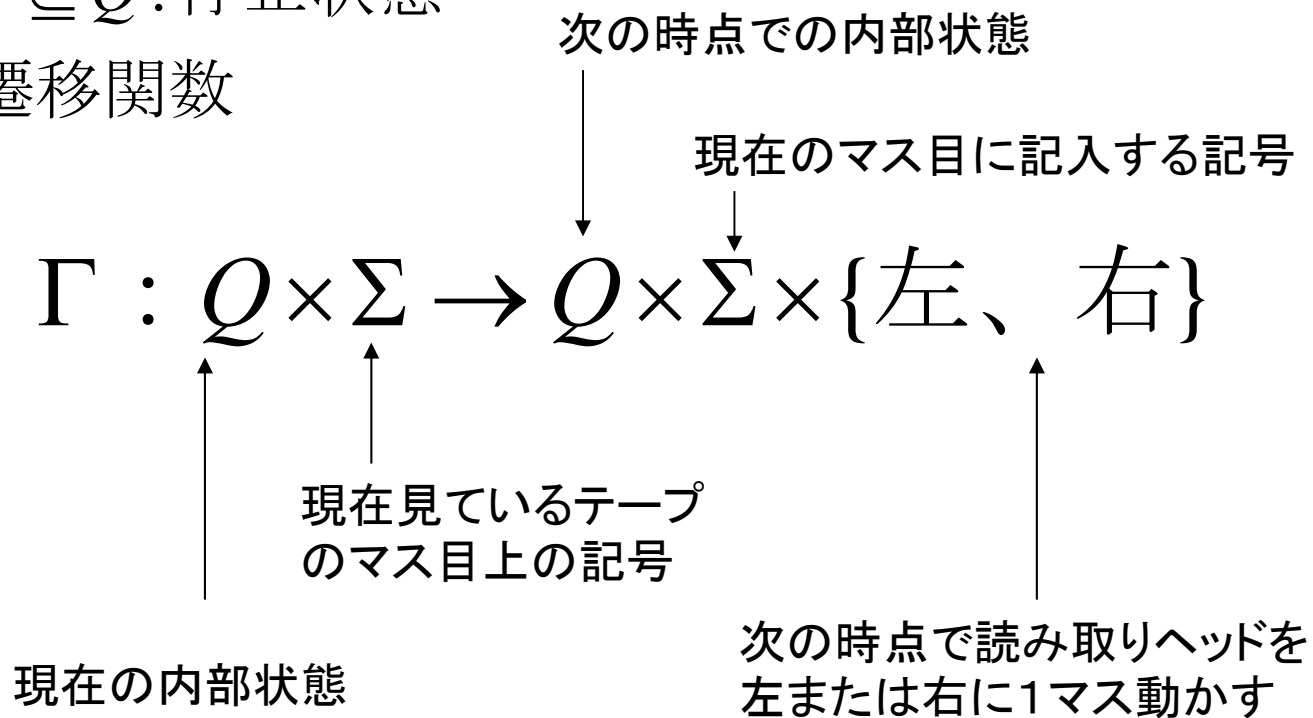 ⊆Q:停止状態
次の時点での内部状態
遷移関数
現在のマス目に記入する記号
Γ : Q×Σ→Q×Σ×{左、右}
現在見ているテープ
のマス目上の記号
現在の内部状態
次の時点で読み取りヘッドを
左または右に1マス動かす